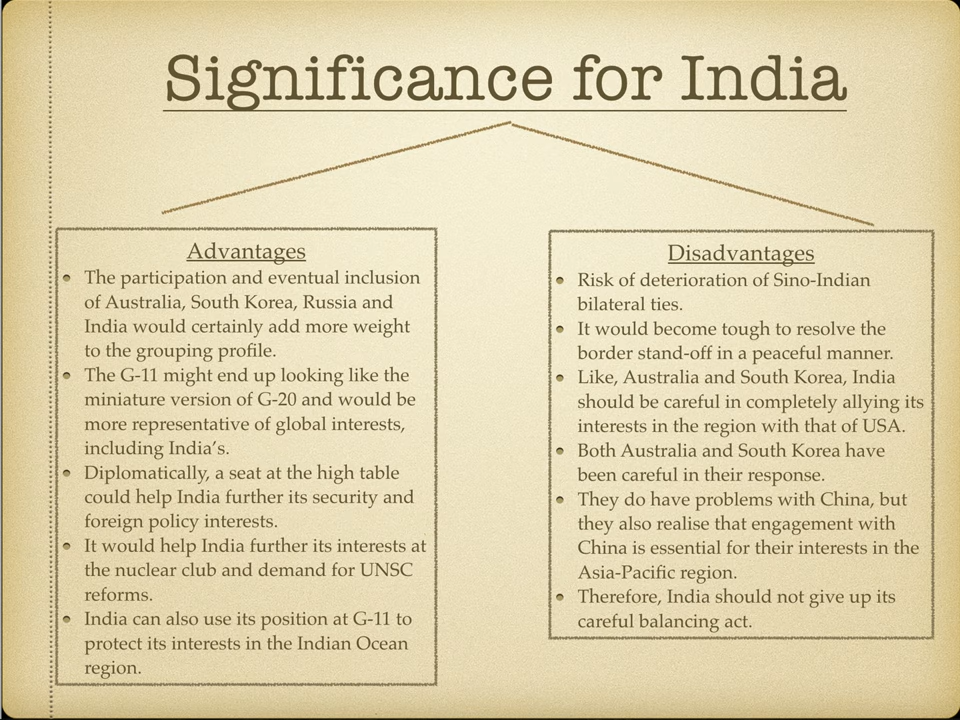 Significance for India
Advantages
• The participation and eventual inclusion
of Australia, South Korea, Russia and
India would certainly add more weight
to the grouping profile.
• The G-11 might end up looking like the
miniature version of G-20 and would be
more representative of global interests,
including India's.
• Diplomatically, a seat at the high table
could help India further its security and
foreign policy interests.
• It would help India further its interests at
the nuclear club and demand for UNSC
reforms.
• India can also use its position at G-11 to
protect its interests in the Indian Ocean
region.
Disadvantages
• Risk of deterioration of Sino-Indian
bilateral ties.
• It would become tough to resolve the
border stand-off in a peaceful manner.
• Like, Australia and South Korea, India
should be careful in completely allying its
interests in the region with that of USA.
• Both Australia and South Korea have
been careful in their response.
• They do have problems with China, but
they also realise that engagement with
China is essential for their interests in the
Asia-Pacific region.
• Therefore, India should not give up its
careful balancing act.